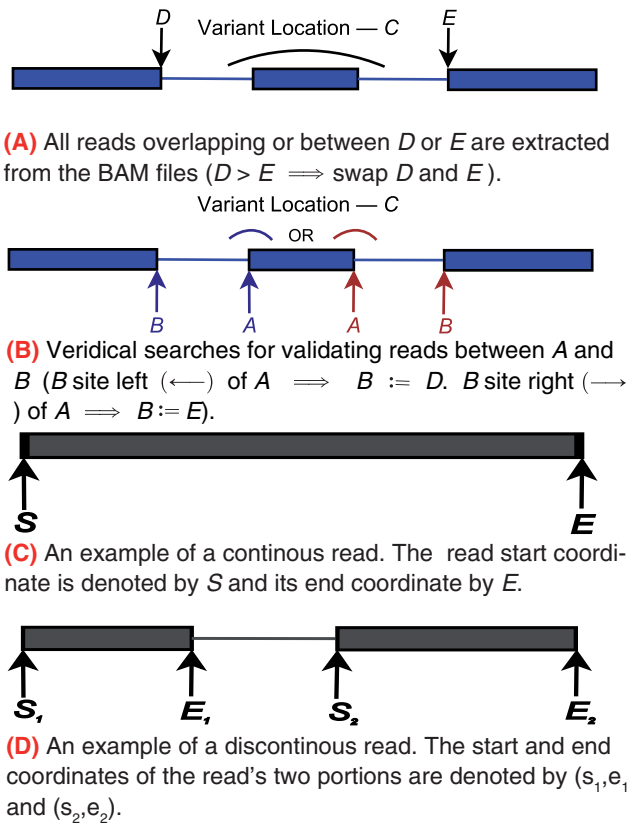 D
Variant Location — C
E
(A) All reads overlapping or between D or E are extracted
from the BAM files (D > E ⟹ swap D and E ).
Variant Location — C
OR
B A A B
(B) Veridical searches for validating reads between A and
B (B site left (⟵) of A ⟹ B := D. B site right (⟶
) of A ⟹ B := E).
S E
(C) An example of a continous read. The read start coordi-
nate is denoted by S and its end coordinate by E.
S₁ E₁ S₂ E₂
(D) An example of a discontinous read. The start and end
coordinates of the read's two portions are denoted by (s₁,e₁
and (s₂,e₂).